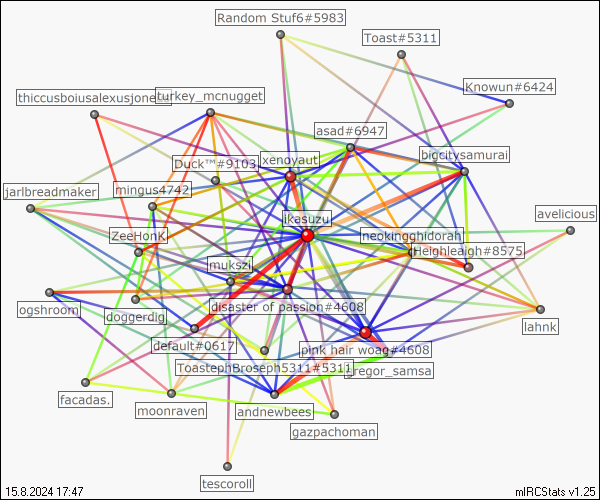 Random Stuf6#5983
Toast#5311
Knowun#6424
thiccusboiusalexusjone
turkey_mcnugget
asad#6947
bigcitysamurai
Duck™#9103
xenoyaut
jarlbreadmaker
mingus4742
ikasuzu
avelicious
ZeeHonk
neokingghidorah
Heighleaigh#8575
mukszi
ogshroom
doggerdig
disaster of passion#4608
lahnk
default#0617
pink hair woag#4608
ToastephBroseph5311#5311
gregor_samsa
facadas.
moonraven
andnewbees
gazpachoman
tescoroll
15.8.2024 17:47
mIRCStats v1.25